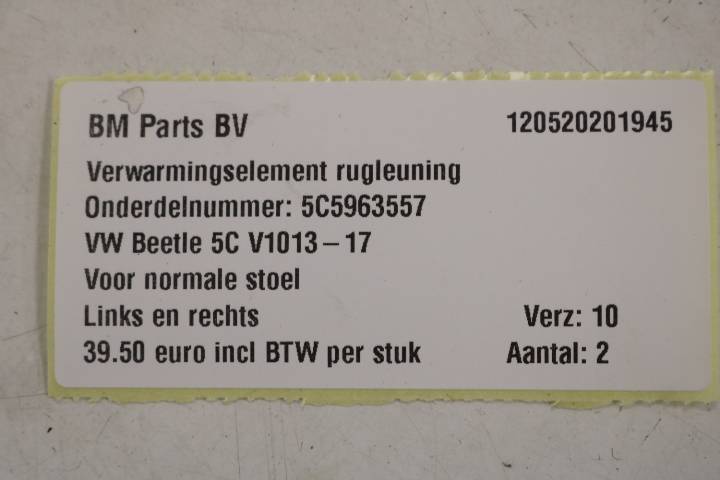 BM Parts BV 120520201945
Verwarmingselement rugleuning
Onderdelnummer: 5C5963557
VW Beetle 5C V1013-17
Voor normale stoel
Links en rechts Verz: 10
39.50 euro incl BTW per stuk Aantal: 2